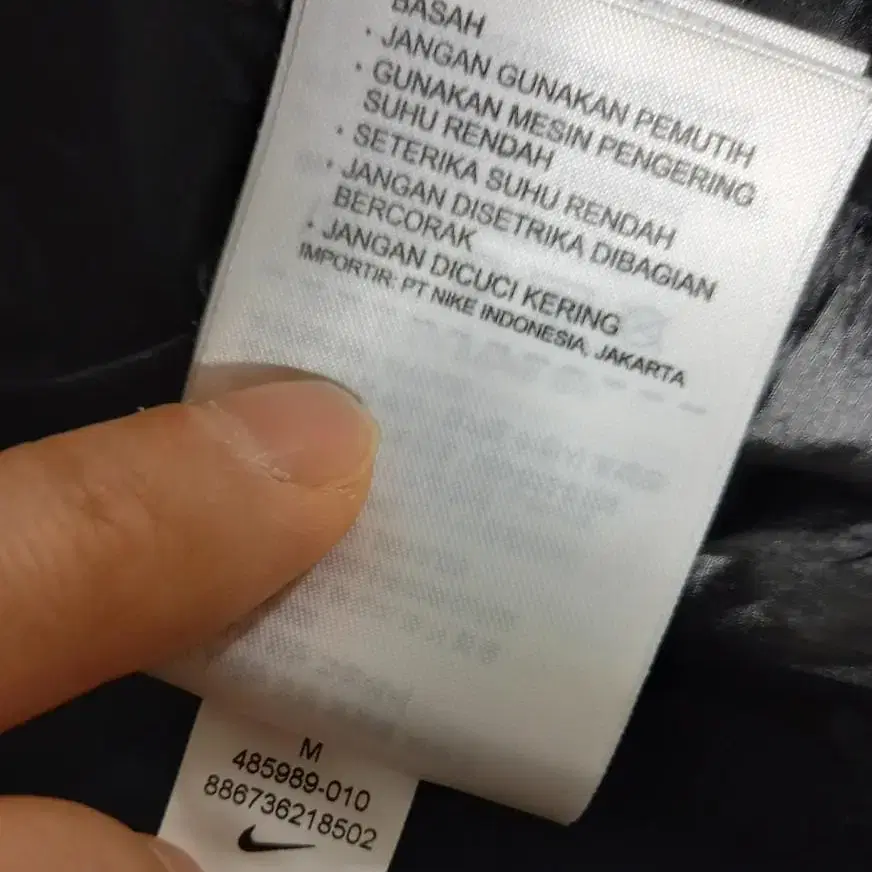 BASAH
· JANGAN GUNAKAN PEMUTIH
· GUNAKAN MESIN PENGERING
SUHU RENDAH
· SETERIKA SUHU RENDAH
· JANGAN DISETRIKA DIBAGIAN
BERCORAK
· JANGAN DICUCI KERING
IMPORTIR: PT NIKE INDONESIA, JAKARTA
M
485989-010
886736218502